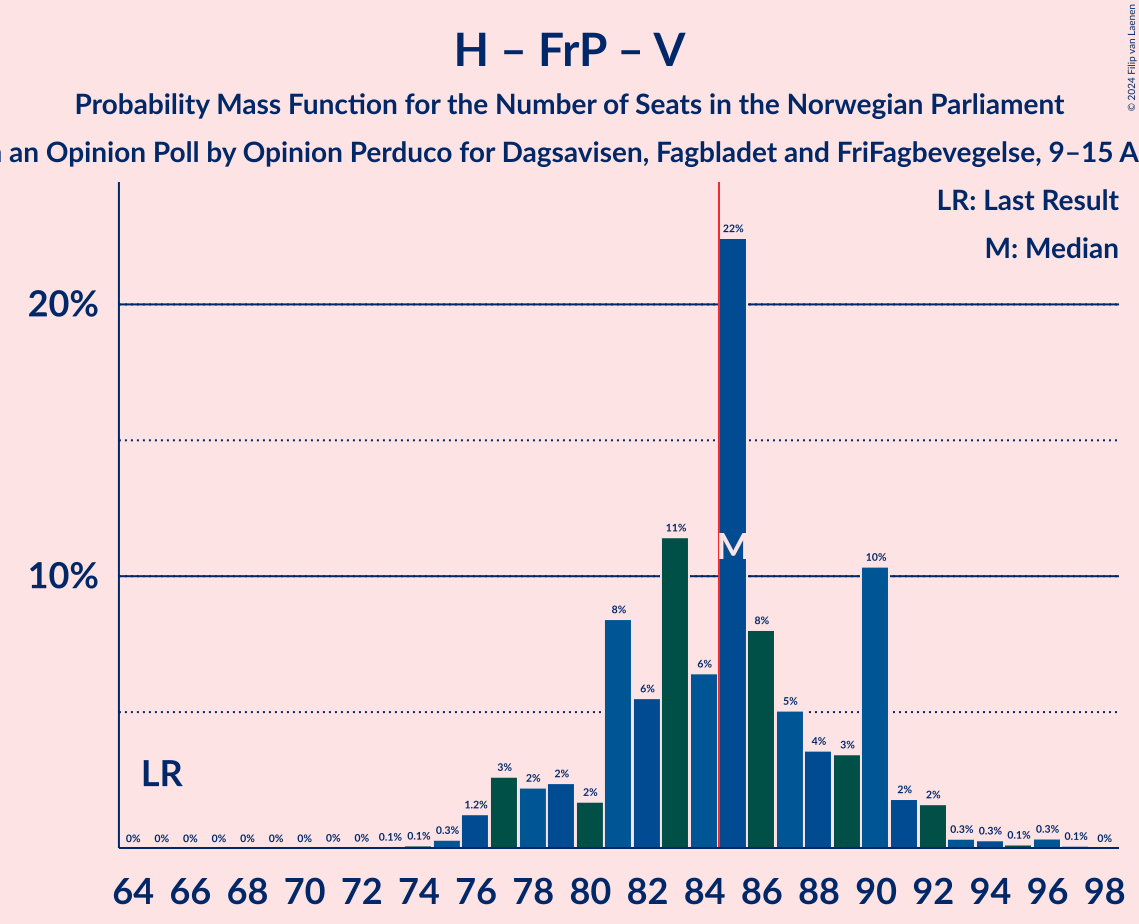 H – FrP – V
Probability Mass Function for the Number of Seats in the Norwegian Parliament
an Opinion Poll by Opinion Perduco for Dagsavisen, Fagbladet and FriFagbevegelse, 9–15 A
© 2024 Filip van Laenen
LR: Last Result
M: Median
20%
10%
LR
M
0% 0% 0% 0% 0% 0% 0% 0% 0% 0.1% 0.1% 0.3% 1.2% 3% 2% 2% 2% 8% 6% 11% 6% 22% 8% 5% 4% 3% 10% 2% 2% 0.3% 0.3% 0.1% 0.3% 0.1% 0%
64 66 68 70 72 74 76 78 80 82 84 86 88 90 92 94 96 98